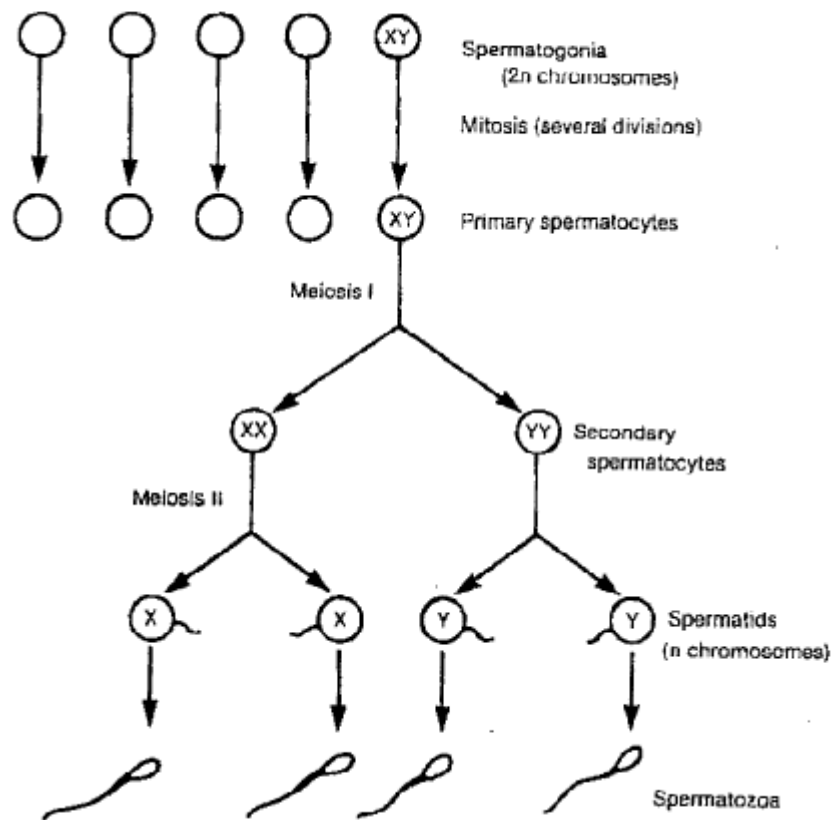 XY
Spermatogonia
(2n chromosomes)
Mitosis (several divisions)
XY
Primary spermatocytes
Meiosis I
XX
YY
Secondary
spermatocytes
Meiosis II
X
X
Y
Y
Spermatids
(n chromosomes)
Spermatozoa